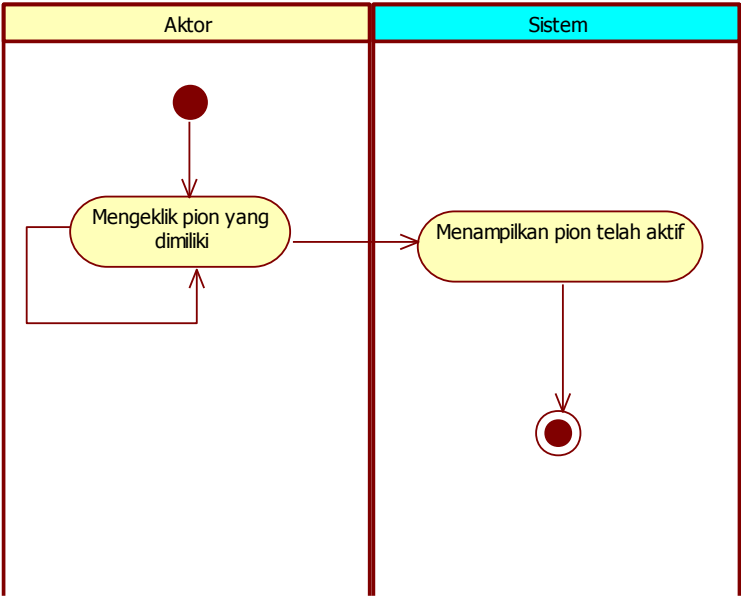 Aktor
Sistem
Mengeklik pion yang
dimiliki
Menampilkan pion telah aktif